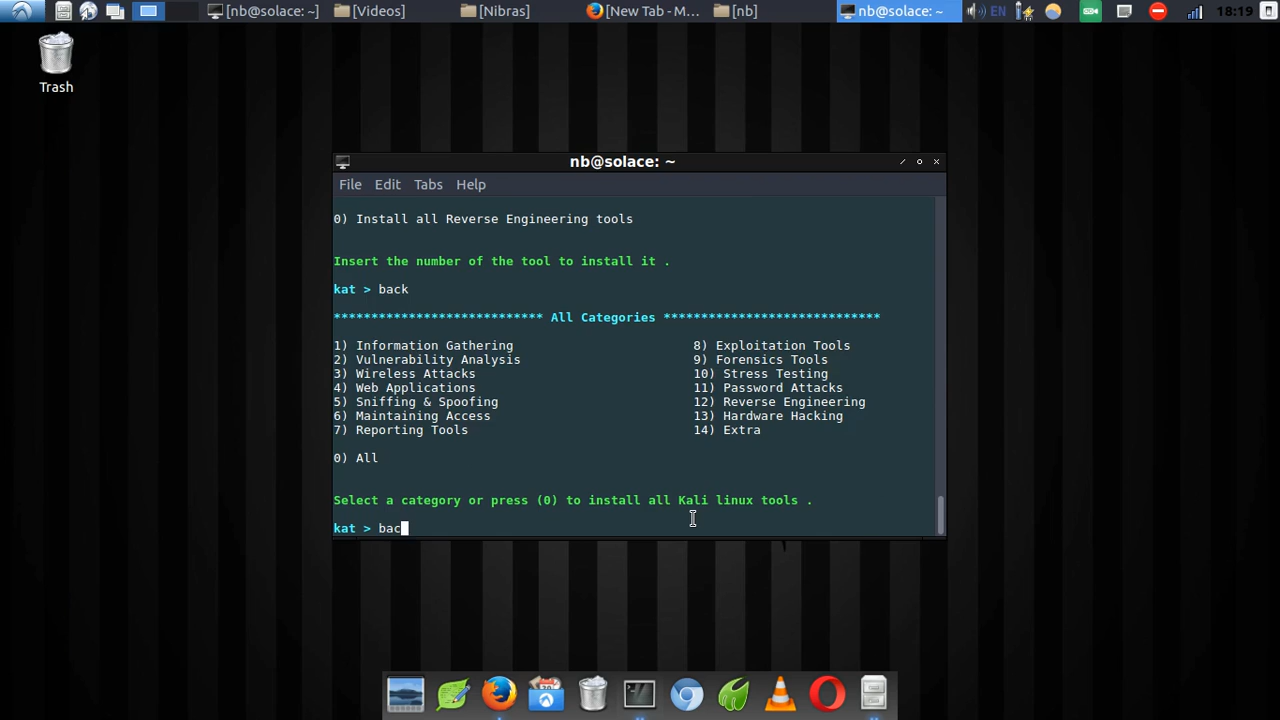 [nb@solace: ~]
[Videos]
[Nibras]
[New Tab - M...
[nb]
nb@solace: ~
EN
18:19
Trash
nb@solace: ~
File Edit Tabs Help
0) Install all Reverse Engineering tools
Insert the number of the tool to install it .
kat > back
**************************** All Categories *****************************
1) Information Gathering 8) Exploitation Tools
2) Vulnerability Analysis 9) Forensics Tools
3) Wireless Attacks 10) Stress Testing
4) Web Applications 11) Password Attacks
5) Sniffing & Spoofing 12) Reverse Engineering
6) Maintaining Access 13) Hardware Hacking
7) Reporting Tools 14) Extra
0) All
Select a category or press (0) to install all Kali linux tools .
kat > bac